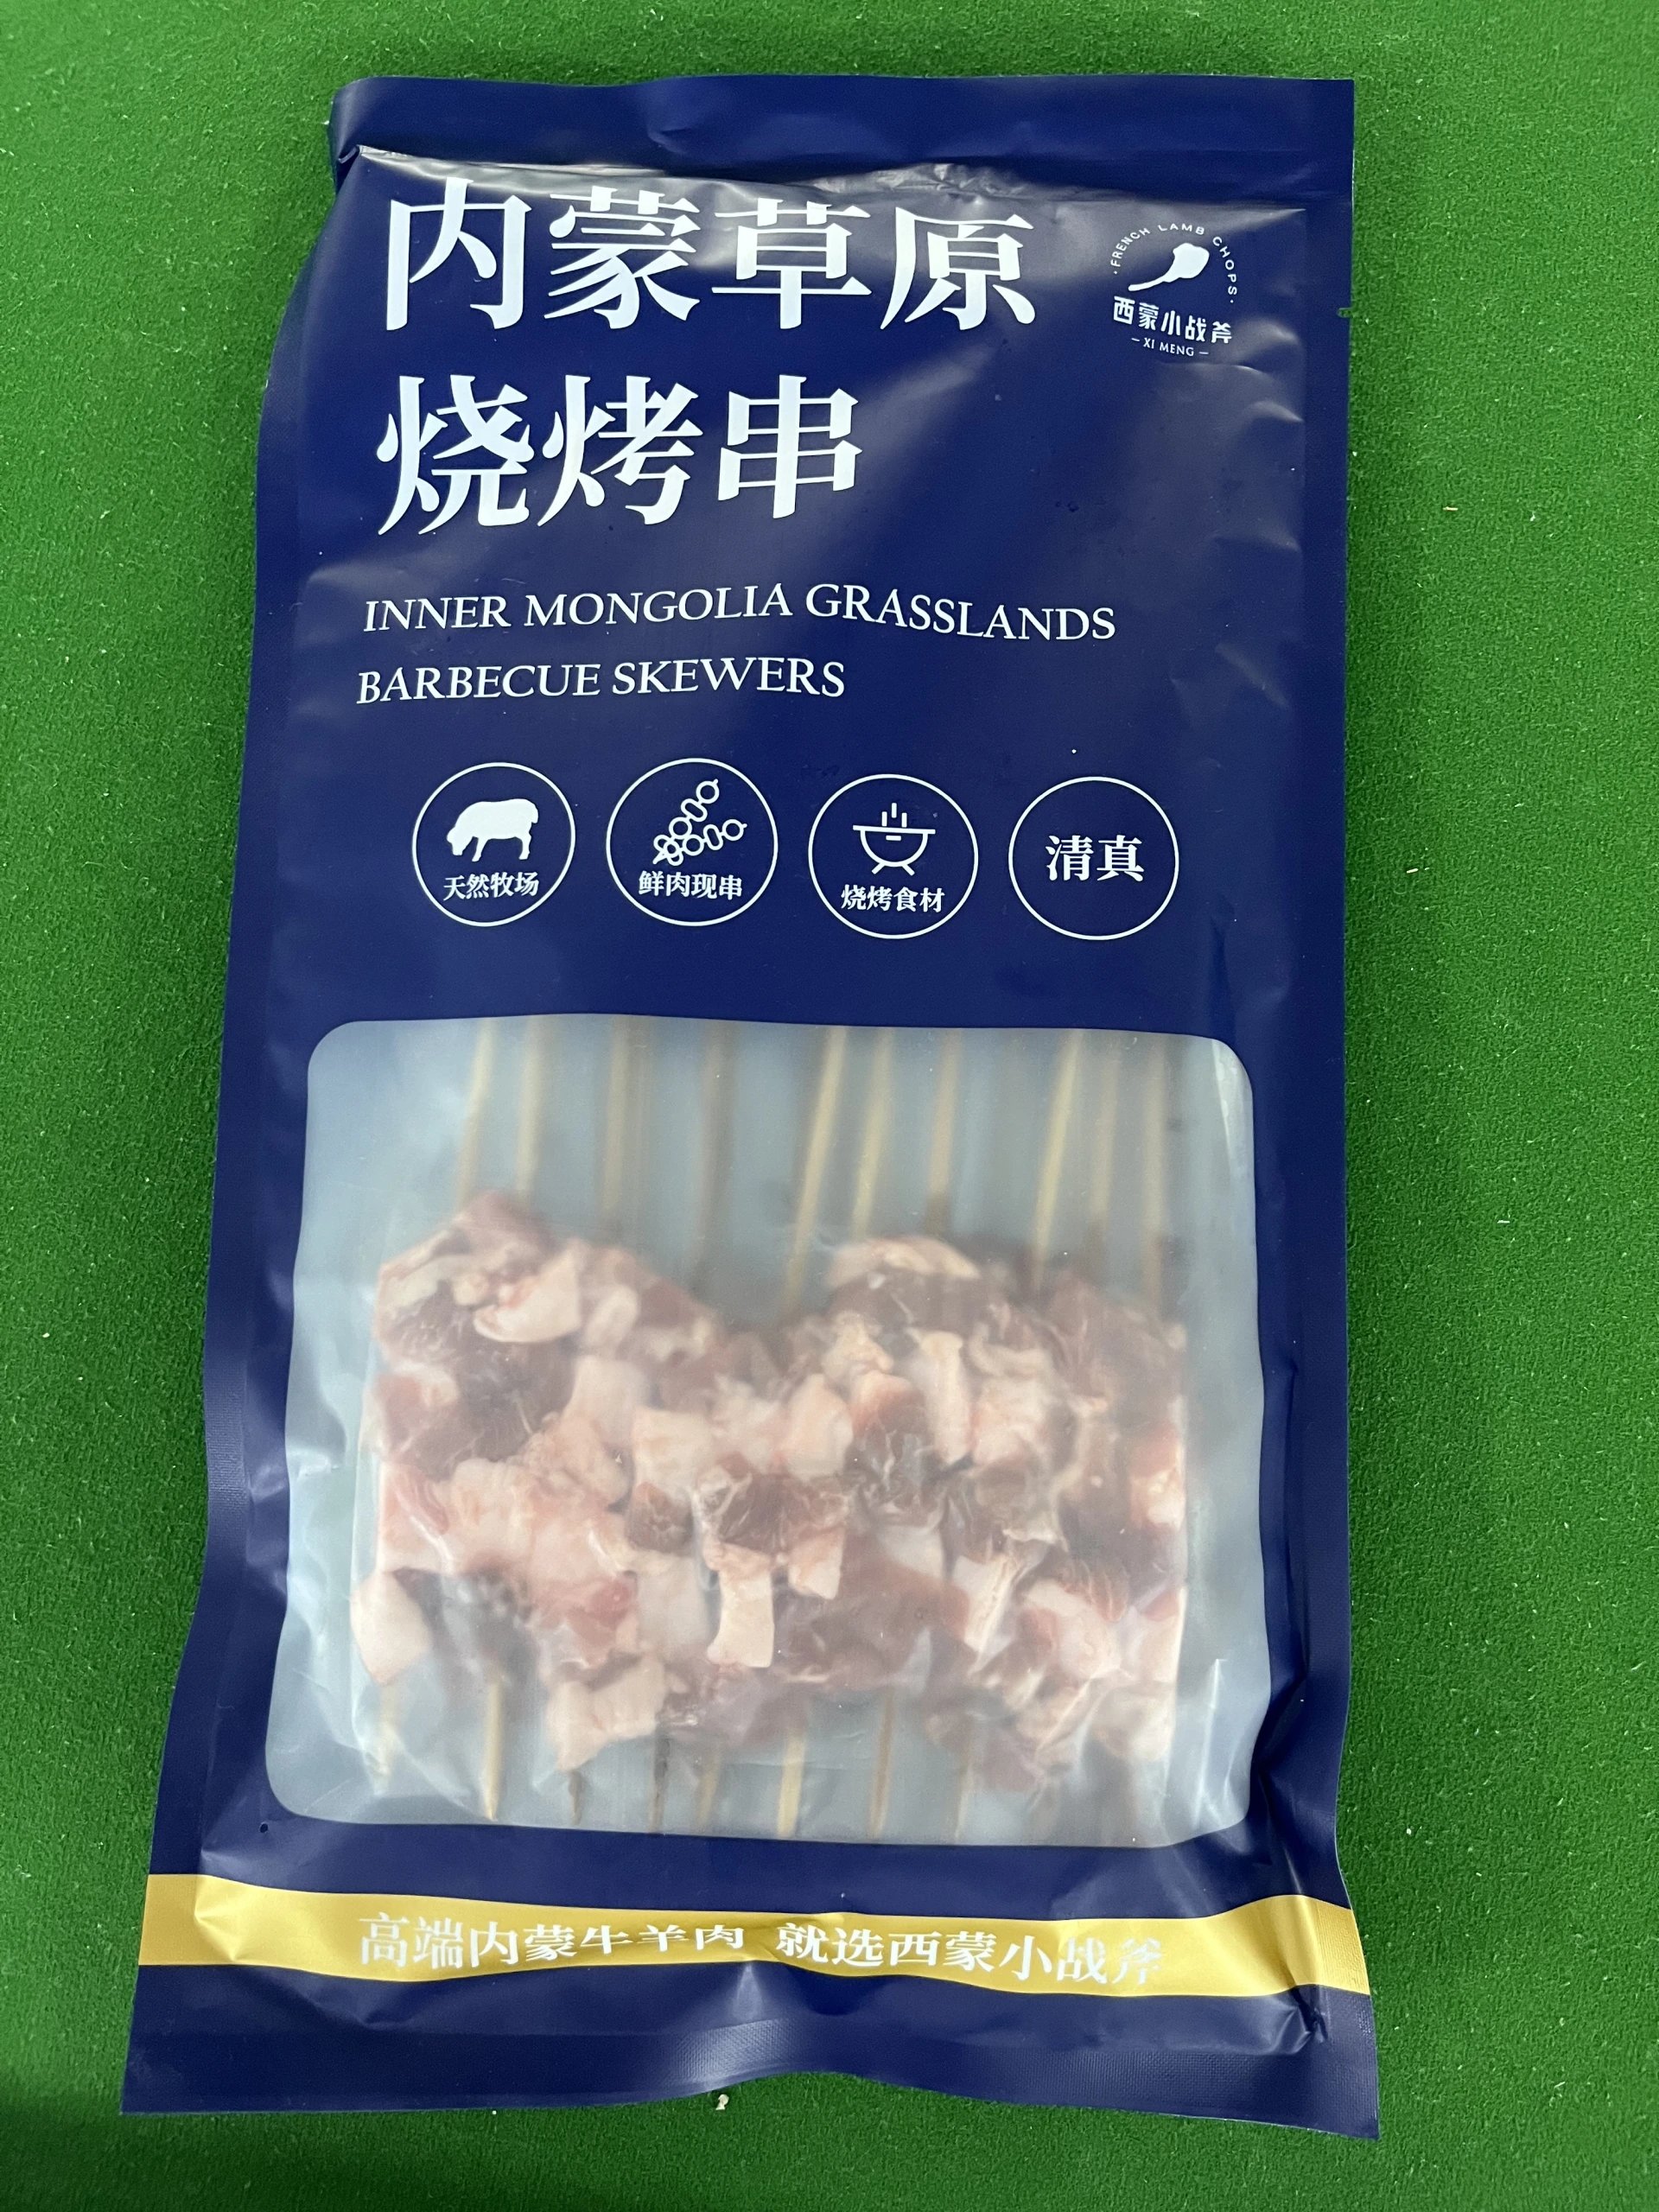 内蒙草原
FRENCH LAMB CHOPS
西蒙小战斧
XI MENG
烧烤串
INNER MONGOLIA GRASSLANDS
BARBECUE SKEWERS
天然牧场
鲜肉现串
烧烤食材
清真
高端内蒙牛羊肉 就选西蒙小战斧